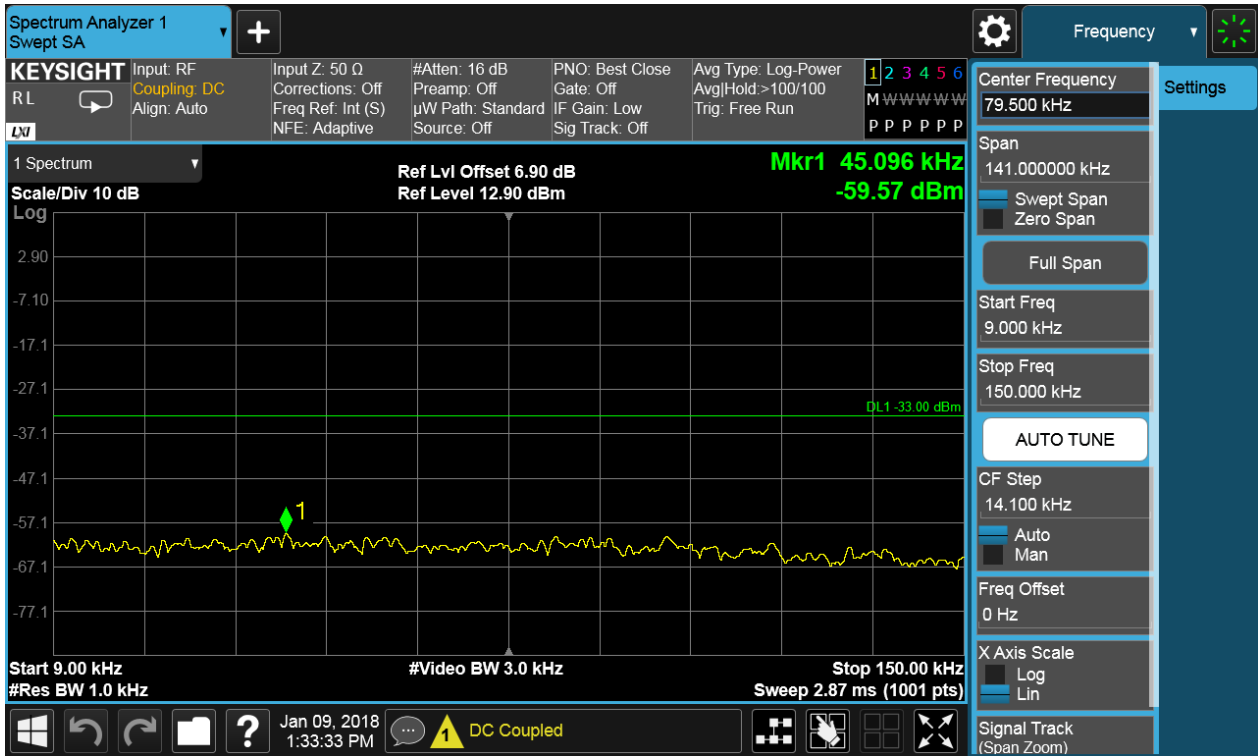 Spectrum Analyzer 1
Swept SA
+
Frequency
KEYSIGHT
RL
LXI
Input: RF
Coupling: DC
Align: Auto
Input Z: 50 Ω
Corrections: Off
Freq Ref: Int (S)
NFE: Adaptive
#Atten: 16 dB
Preamp: Off
µW Path: Standard
Source: Off
PNO: Best Close
Gate: Off
IF Gain: Low
Sig Track: Off
Avg Type: Log-Power
Avg|Hold:>100/100
Trig: Free Run
1 2 3 4 5 6
M W W W W W
P P P P P P
1 Spectrum
Scale/Div 10 dB
Log
Ref Lvl Offset 6.90 dB
Ref Level 12.90 dBm
Mkr1 45.096 kHz
-59.57 dBm
2.90
-7.10
-17.1
-27.1
DL1 -33.00 dBm
-37.1
-47.1
1
-57.1
-67.1
-77.1
Start 9.00 kHz
#Video BW 3.0 kHz
Stop 150.00 kHz
#Res BW 1.0 kHz
Sweep 2.87 ms (1001 pts)
Center Frequency
79.500 kHz
Settings
Span
141.000000 kHz
Swept Span
Zero Span
Full Span
Start Freq
9.000 kHz
Stop Freq
150.000 kHz
AUTO TUNE
CF Step
14.100 kHz
Auto
Man
Freq Offset
0 Hz
X Axis Scale
Log
Lin
Signal Track
(Span Zoom)
?
Jan 09, 2018
1:33:33 PM
1
DC Coupled